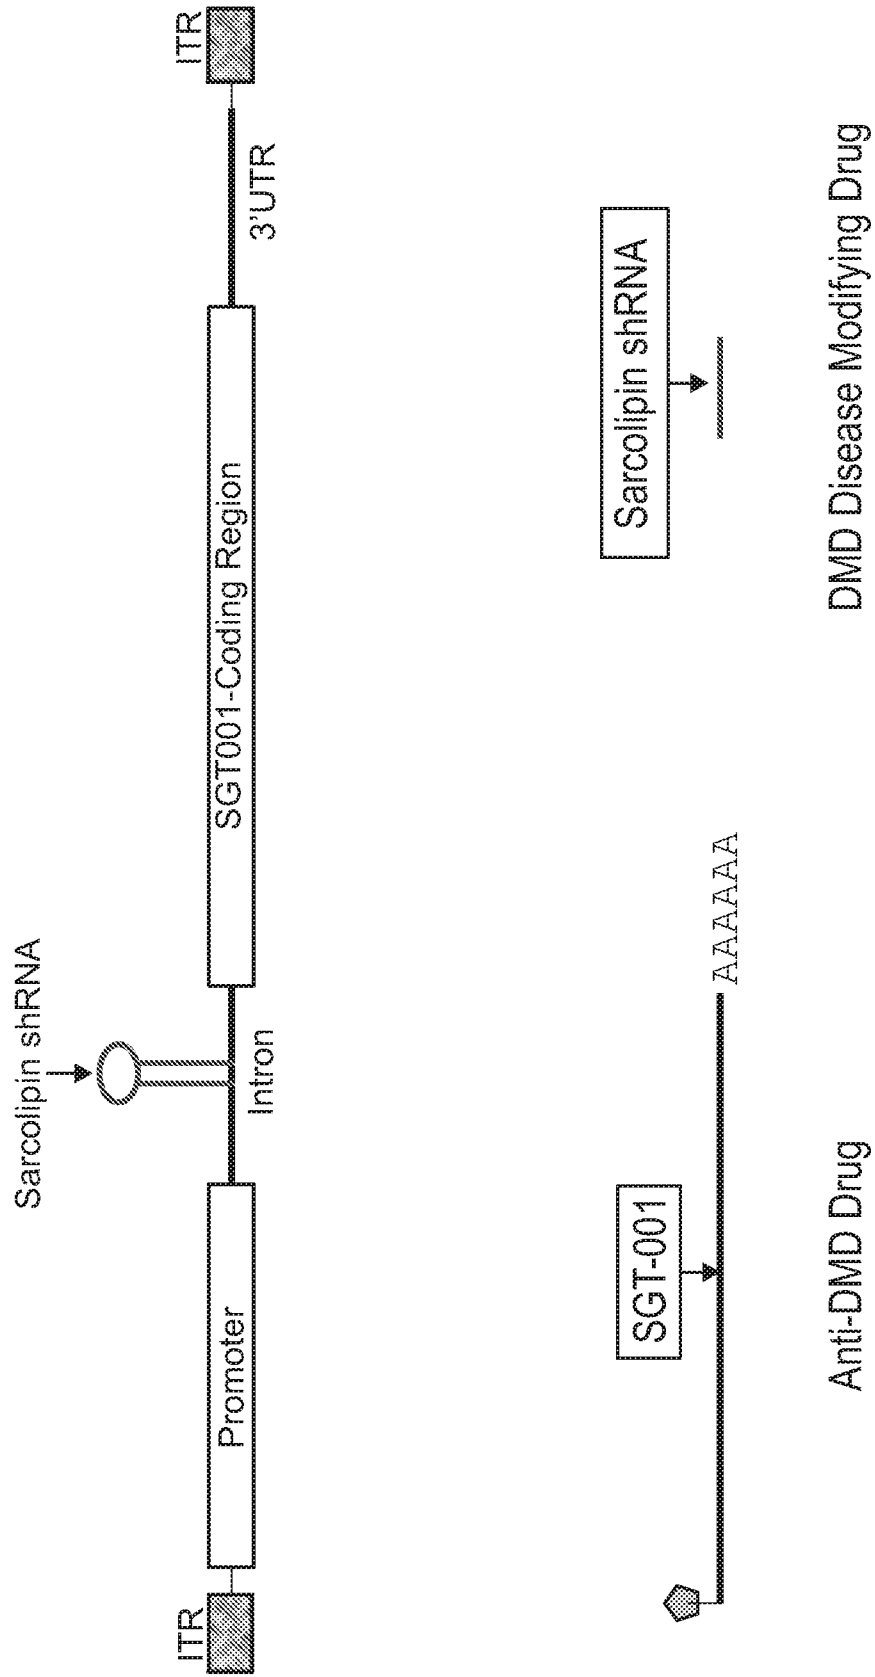 Sarcolipin shRNA
ITR
ITR
Promoter
SGT001-Coding Region
Intron
3'UTR
SGT-001
Sarcolipin shRNA
AAAAAA
Anti-DMD Drug
DMD Disease Modifying Drug